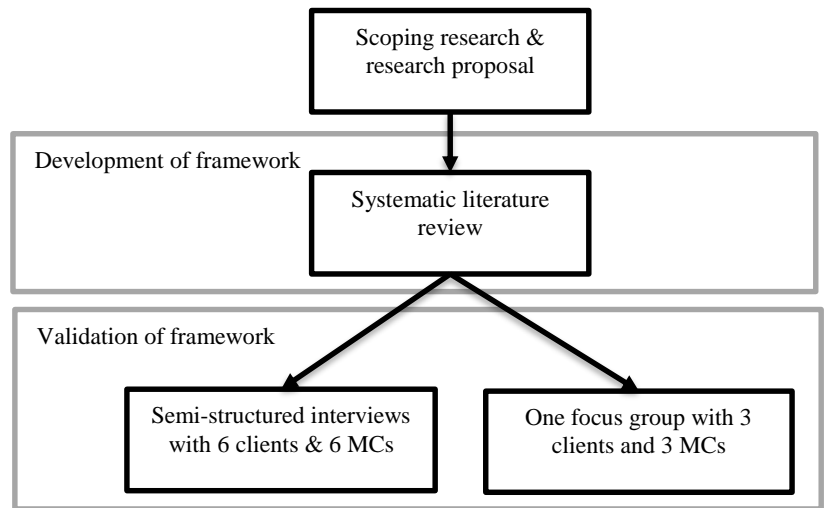 Scoping research &
research proposal
Development of framework
Systematic literature
review
Validation of framework
Semi-structured interviews
with 6 clients & 6 MCs
One focus group with 3
clients and 3 MCs